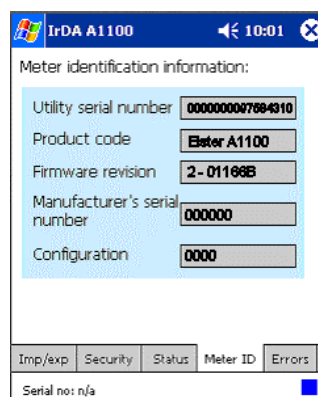 IrDA A1100 10:01
Meter identification information:
Utility serial number 0000000097584310
Product code Elster A1100
Firmware revision 2-01166B
Manufacturer's serial
number 000000
Configuration 0000
Imp/exp Security Status Meter ID Errors
Serial no: n/a